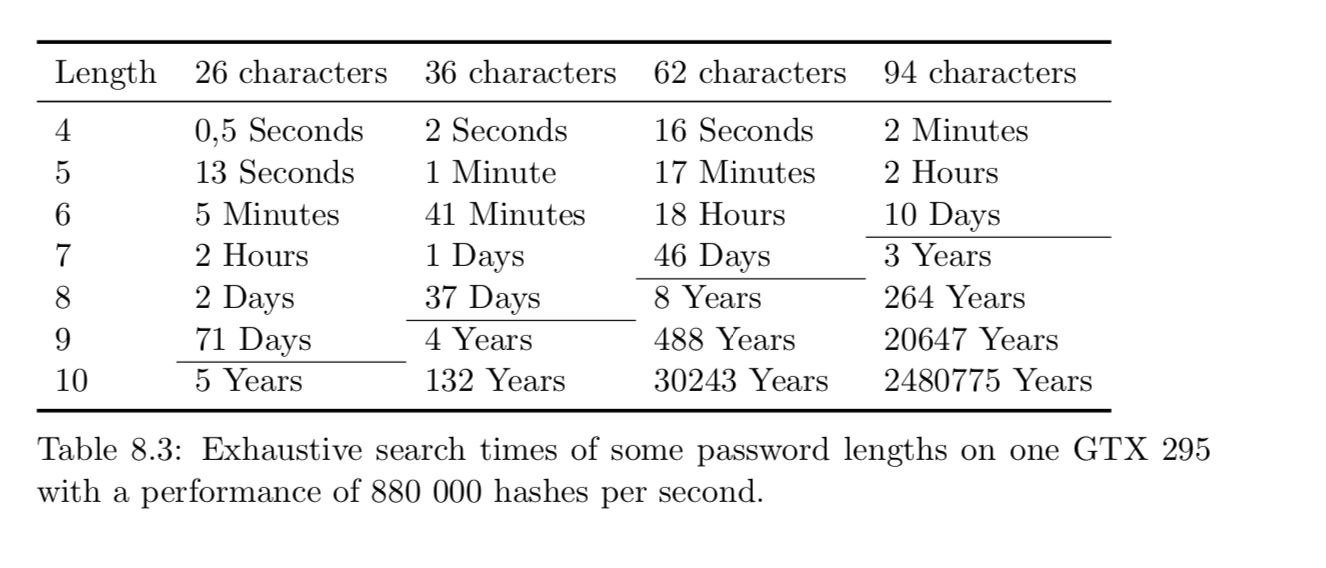 Length 26 characters 36 characters 62 characters 94 characters
4 0,5 Seconds 2 Seconds 16 Seconds 2 Minutes
5 13 Seconds 1 Minute 17 Minutes 2 Hours
6 5 Minutes 41 Minutes 18 Hours 10 Days
7 2 Hours 1 Days 46 Days 3 Years
8 2 Days 37 Days 8 Years 264 Years
9 71 Days 4 Years 488 Years 20647 Years
10 5 Years 132 Years 30243 Years 2480775 Years
Table 8.3: Exhaustive search times of some password lengths on one GTX 295
with a performance of 880 000 hashes per second.